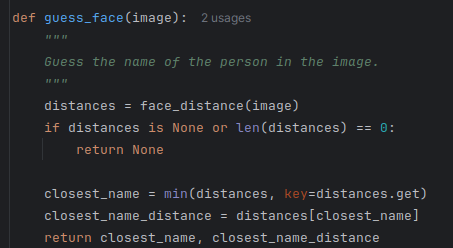 def guess_face(image):  2 usages
    """
    Guess the name of the person in the image.
    """
    distances = face_distance(image)
    if distances is None or len(distances) == 0:
        return None

    closest_name = min(distances, key=distances.get)
    closest_name_distance = distances[closest_name]
    return closest_name, closest_name_distance